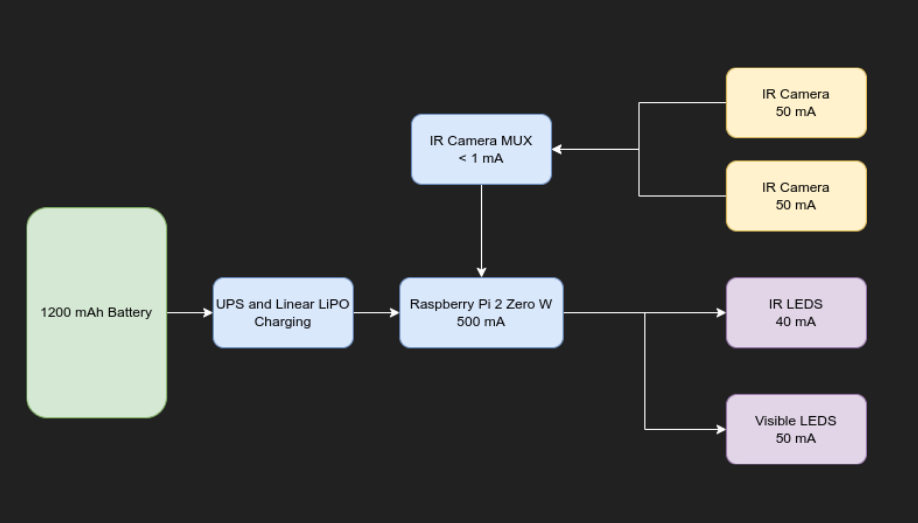 IR Camera
50 mA
IR Camera MUX
< 1 mA
IR Camera
50 mA
1200 mAh Battery
UPS and Linear LiPO
Charging
Raspberry Pi 2 Zero W
500 mA
IR LEDS
40 mA
Visible LEDS
50 mA